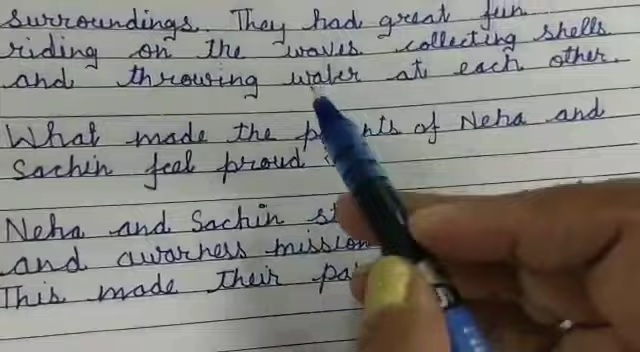 surroundings. They had great fun
riding on the waves collecting shells
and throwing water at each other.
What made the of Neha and
Sachin feel proud
Neha and Sachin
and awarness mission
This made their